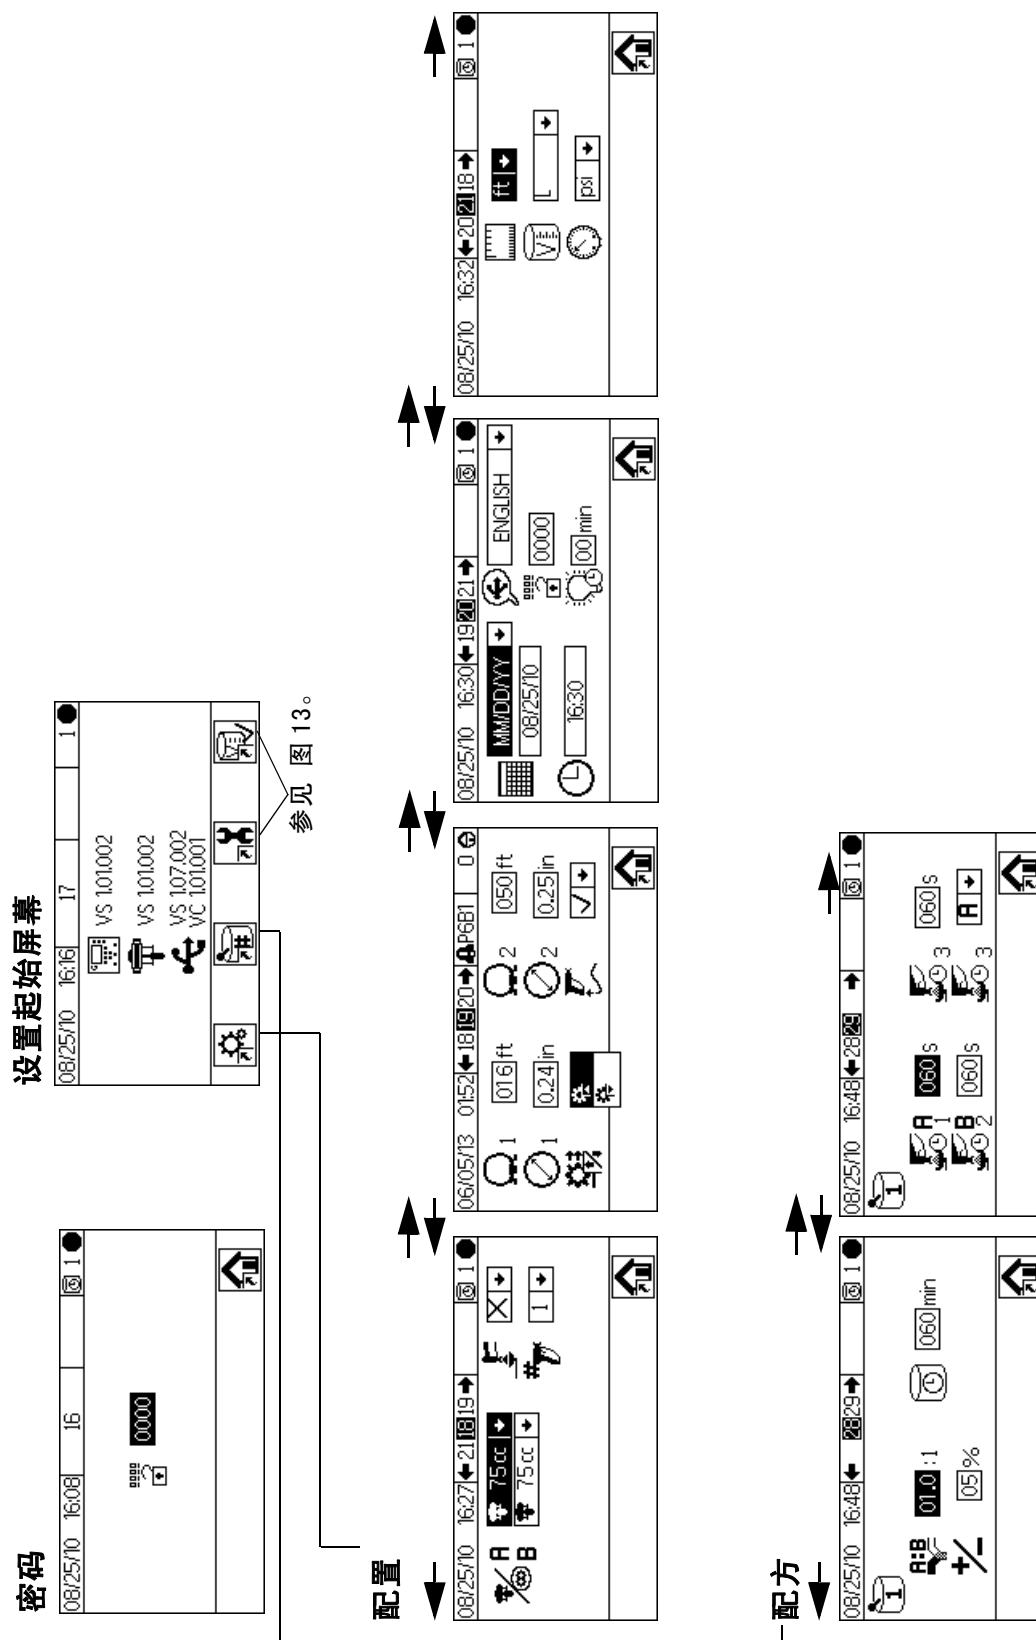 密码
08/25/10 16:08 16 1
0000
设置起始屏幕
08/25/10 16:16 17 1
VS 1.01.002
VS 1.01.002
VS 1.07.002
VC 1.01.001
参见 图 13。
配置
08/25/10 16:27 21 18 19 1
A
B
75cc
75cc
#
1
06/05/13 01:52 18 19 20 P6B1 0
1 016 ft
2 050 ft
1 0.24 in
2 0.25 in
08/25/10 16:30 19 20 21 1
MM/DD/YY
ENGLISH
08/25/10
0000
16:30
00 min
08/25/10 16:32 20 21 18 1
ft
L
psi
配方
08/25/10 16:48 28 29 1
1
A:B 01.0 :1
060 min
+/- 05 %
08/25/10 16:48 28 29 1
1
A 1 060 s
3 060 s
B 2 060 s
3 A